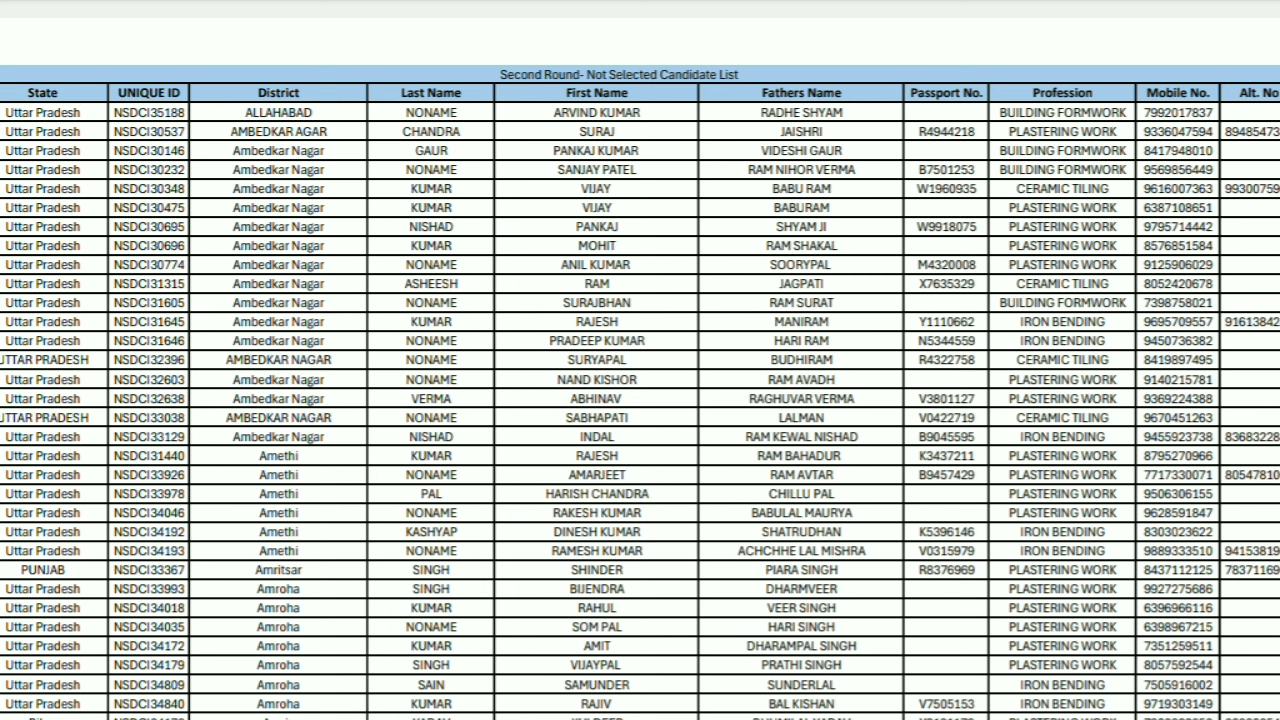 Second Round- Not Selected Candidate List
State UNIQUE ID District Last Name First Name Fathers Name Passport No. Profession Mobile No. Alt. No
Uttar Pradesh NSDCI35188 ALLAHABAD NONAME ARVIND KUMAR RADHE SHYAM BUILDING FORMWORK 7992017837
Uttar Pradesh NSDCI30537 AMBEDKAR AGAR CHANDRA SURAJ JAISHRI R4944218 PLASTERING WORK 9336047594 89485473
Uttar Pradesh NSDCI30146 Ambedkar Nagar GAUR PANKAJ KUMAR VIDESHI GAUR BUILDING FORMWORK 8417948010
Uttar Pradesh NSDCI30232 Ambedkar Nagar NONAME SANJAY PATEL RAM NIHOR VERMA B7501253 BUILDING FORMWORK 9569856449
Uttar Pradesh NSDCI30348 Ambedkar Nagar KUMAR VIJAY BABU RAM W1960935 CERAMIC TILING 9616007363 99300759
Uttar Pradesh NSDCI30475 Ambedkar Nagar KUMAR VIJAY BABURAM PLASTERING WORK 6387108651
Uttar Pradesh NSDCI30695 Ambedkar Nagar NISHAD PANKAJ SHYAM JI W9918075 PLASTERING WORK 9795714442
Uttar Pradesh NSDCI30696 Ambedkar Nagar KUMAR MOHIT RAM SHAKAL PLASTERING WORK 8576851584
Uttar Pradesh NSDCI30774 Ambedkar Nagar NONAME ANIL KUMAR SOORYPAL M4320008 PLASTERING WORK 9125906029
Uttar Pradesh NSDCI31315 Ambedkar Nagar ASHEESH RAM JAGPATI X7635329 CERAMIC TILING 8052420678
Uttar Pradesh NSDCI31605 Ambedkar Nagar NONAME SURAJBHAN RAM SURAT BUILDING FORMWORK 7398758021
Uttar Pradesh NSDCI31645 Ambedkar Nagar KUMAR RAJESH MANIRAM Y1110662 IRON BENDING 9695709557 91613842
Uttar Pradesh NSDCI31646 Ambedkar Nagar NONAME PRADEEP KUMAR HARI RAM N5344559 IRON BENDING 9450736382
UTTAR PRADESH NSDCI32396 AMBEDKAR NAGAR NONAME SURYAPAL BUDHIRAM R4322758 CERAMIC TILING 8419897495
Uttar Pradesh NSDCI32603 Ambedkar Nagar NONAME NAND KISHOR RAM AVADH PLASTERING WORK 9140215781
Uttar Pradesh NSDCI32638 Ambedkar Nagar VERMA ABHINAV RAGHUVAR VERMA V3801127 PLASTERING WORK 9369224388
UTTAR PRADESH NSDCI33038 AMBEDKAR NAGAR NONAME SABHAPATI LALMAN V0422719 CERAMIC TILING 9670451263
Uttar Pradesh NSDCI33129 Ambedkar Nagar NISHAD INDAL RAM KEWAL NISHAD B9045595 IRON BENDING 9455923738 83683228
Uttar Pradesh NSDCI31440 Amethi KUMAR RAJESH RAM BAHADUR K3437211 PLASTERING WORK 8795270966
Uttar Pradesh NSDCI33926 Amethi NONAME AMARJEET RAM AVTAR B9457429 PLASTERING WORK 7717330071 80547810
Uttar Pradesh NSDCI33978 Amethi PAL HARISH CHANDRA CHILLU PAL PLASTERING WORK 9506306155
Uttar Pradesh NSDCI34046 Amethi NONAME RAKESH KUMAR BABULAL MAURYA PLASTERING WORK 9628591847
Uttar Pradesh NSDCI34192 Amethi KASHYAP DINESH KUMAR SHATRUDHAN K5396146 IRON BENDING 8303023622
Uttar Pradesh NSDCI34193 Amethi NONAME RAMESH KUMAR ACHCHHE LAL MISHRA V0315979 IRON BENDING 9889333510 94153819
PUNJAB NSDCI33367 Amritsar SINGH SHINDER PIARA SINGH R8376969 PLASTERING WORK 8437112125 78371169
Uttar Pradesh NSDCI33993 Amroha SINGH BIJENDRA DHARMVEER PLASTERING WORK 9927275686
Uttar Pradesh NSDCI34018 Amroha KUMAR RAHUL VEER SINGH PLASTERING WORK 6396966116
Uttar Pradesh NSDCI34035 Amroha NONAME SOM PAL HARI SINGH PLASTERING WORK 6398967215
Uttar Pradesh NSDCI34172 Amroha KUMAR AMIT DHARAMPAL SINGH PLASTERING WORK 7351259511
Uttar Pradesh NSDCI34179 Amroha SINGH VIJAYPAL PRATHI SINGH PLASTERING WORK 8057592544
Uttar Pradesh NSDCI34809 Amroha SAIN SAMUNDER SUNDERLAL IRON BENDING 7505916002
Uttar Pradesh NSDCI34840 Amroha KUMAR RAJIV BAL KISHAN V7505153 PLASTERING WORK 9719303149